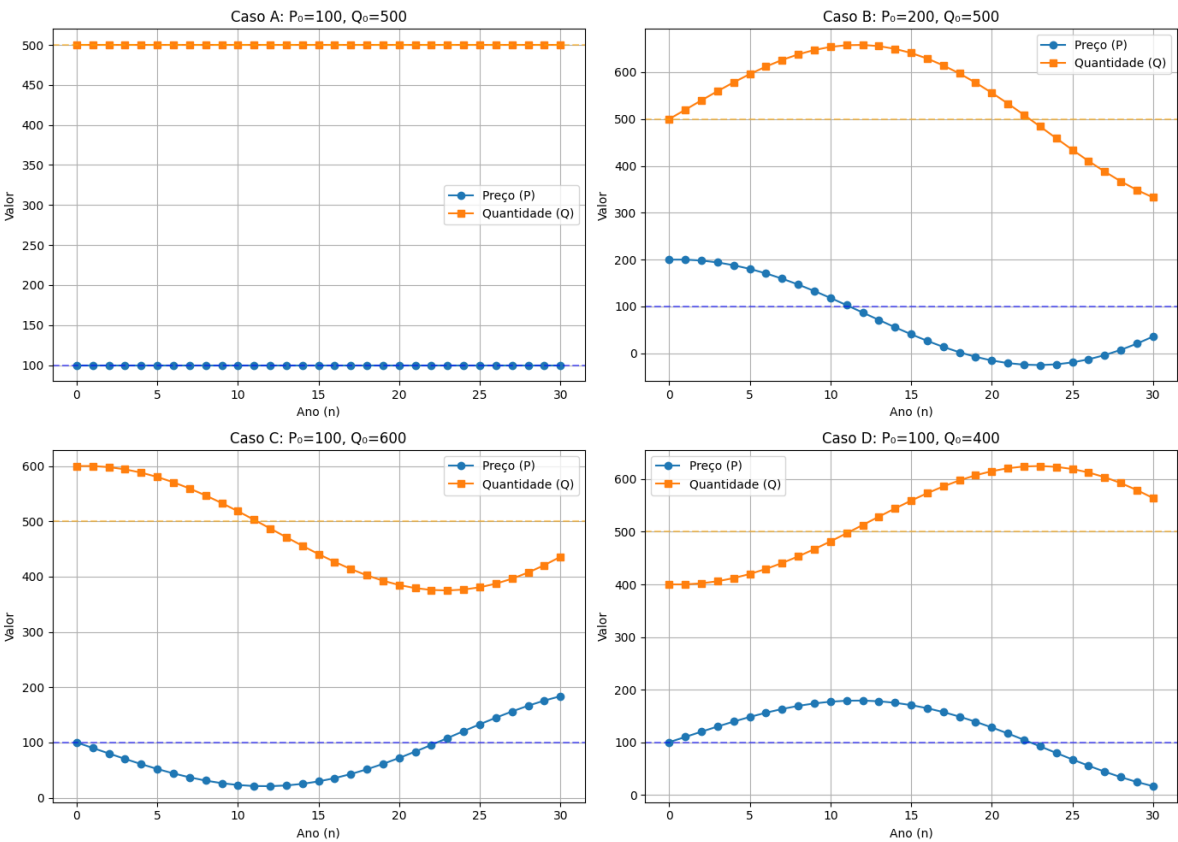 Caso A: P₀=100, Q₀=500
500
450
400
350
300
250
200
150
100
Valor
Preço (P)
Quantidade (Q)
0 5 10 15 20 25 30
Ano (n)
Caso B: P₀=200, Q₀=500
600
500
400
300
200
100
0
Valor
Preço (P)
Quantidade (Q)
0 5 10 15 20 25 30
Ano (n)
Caso C: P₀=100, Q₀=600
600
500
400
300
200
100
0
Valor
Preço (P)
Quantidade (Q)
0 5 10 15 20 25 30
Ano (n)
Caso D: P₀=100, Q₀=400
600
500
400
300
200
100
0
Valor
Preço (P)
Quantidade (Q)
0 5 10 15 20 25 30
Ano (n)